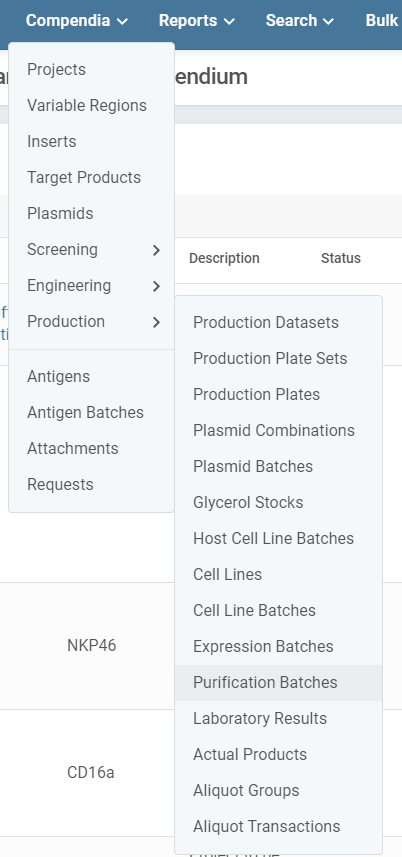 Compendia Reports Search Bulk
endium
Projects
Variable Regions
Inserts
Target Products
Plasmids
Screening
Engineering
Production
Antigens
Antigen Batches
Attachments
Requests
Description Status
Production Datasets
Production Plate Sets
Production Plates
Plasmid Combinations
Plasmid Batches
Glycerol Stocks
Host Cell Line Batches
Cell Lines
Cell Line Batches
Expression Batches
Purification Batches
Laboratory Results
Actual Products
Aliquot Groups
Aliquot Transactions
NKP46
CD16a